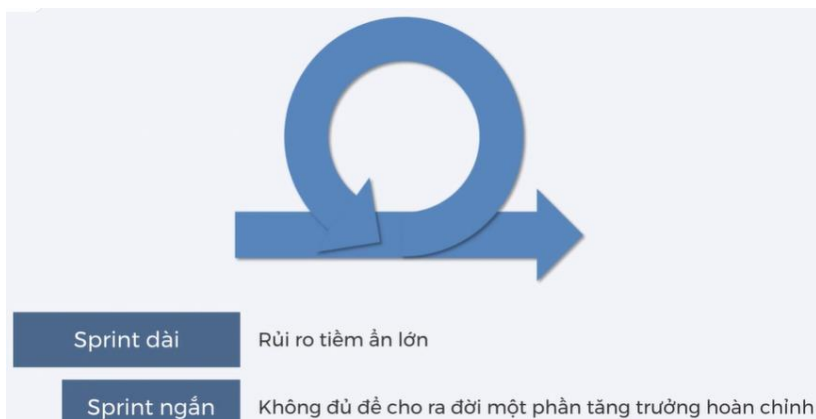 Sprint dài
Rủi ro tiềm ẩn lớn
Sprint ngắn
Không đủ để cho ra đời một phần tăng trưởng hoàn chỉnh